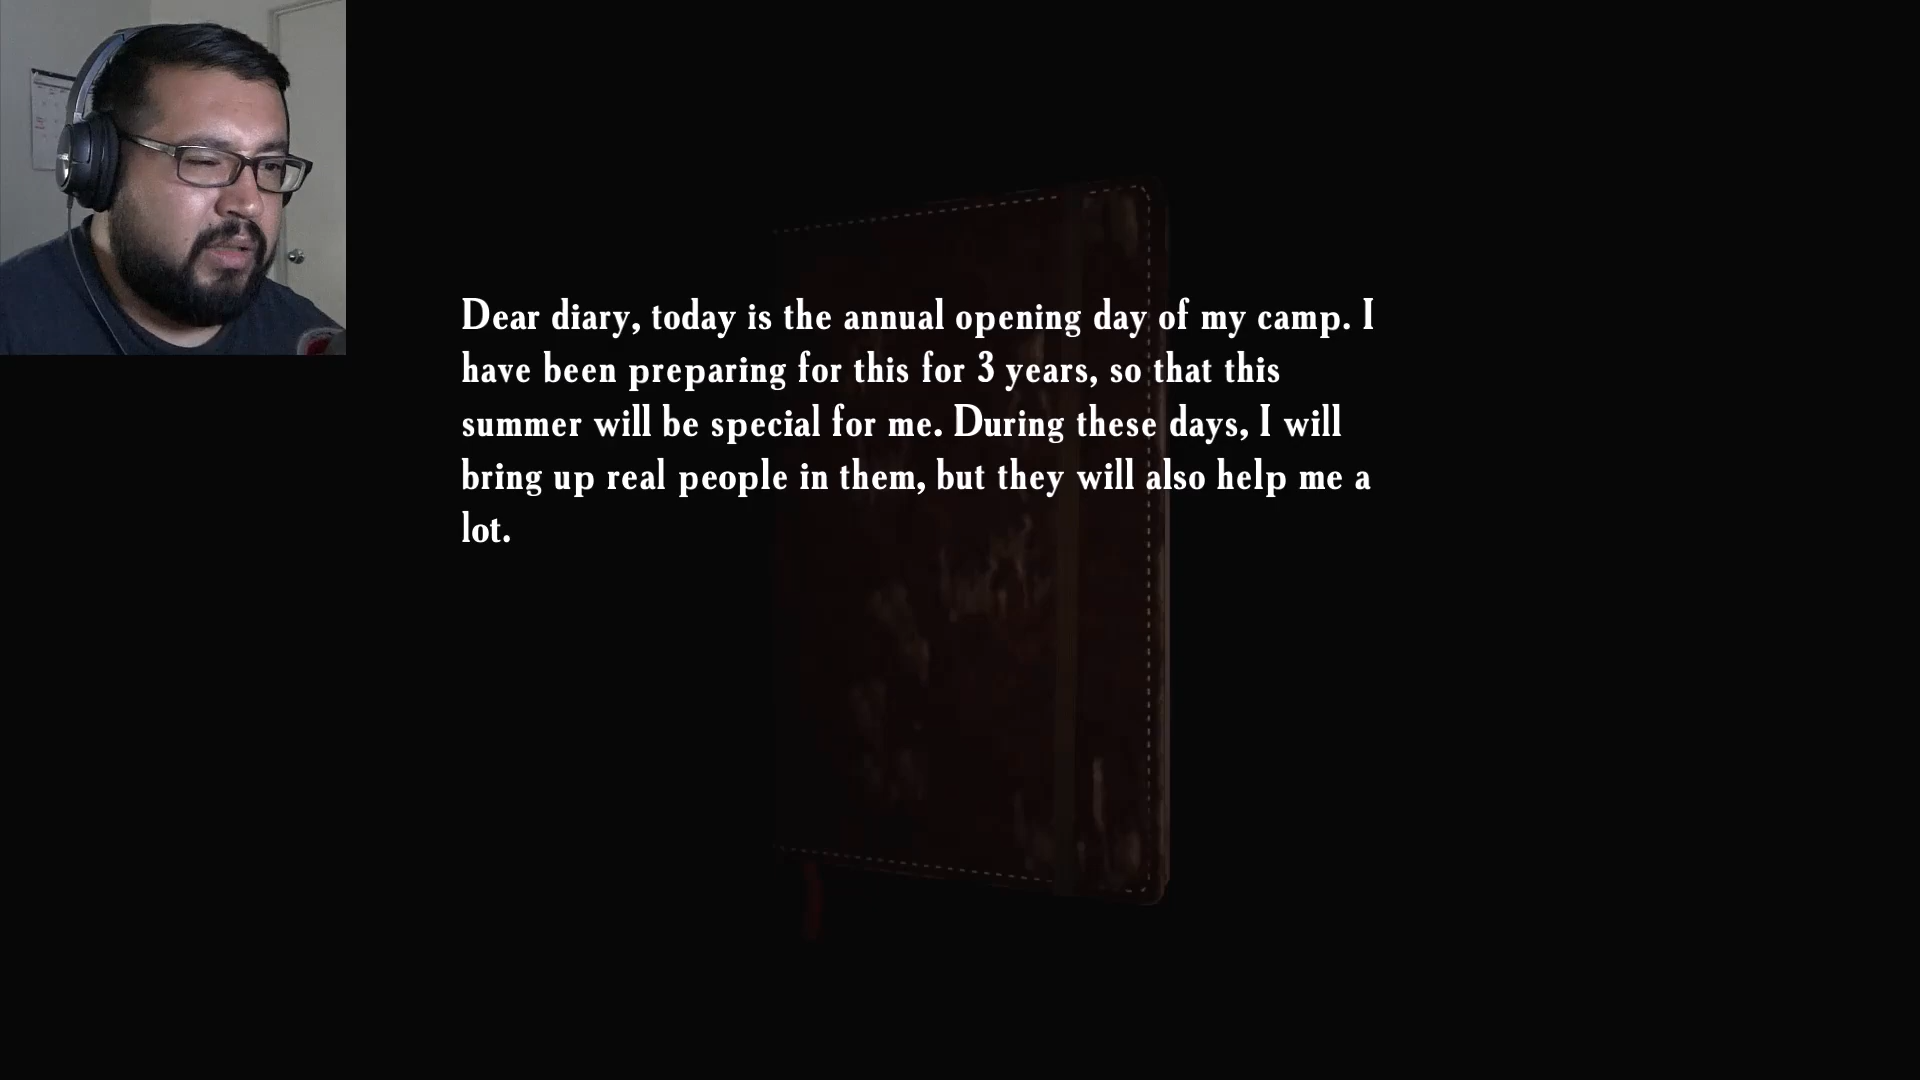 Dear diary, today is the annual opening day of my camp. I
have been preparing for this for 3 years, so that this
summer will be special for me. During these days, I will
bring up real people in them, but they will also help me a
lot.